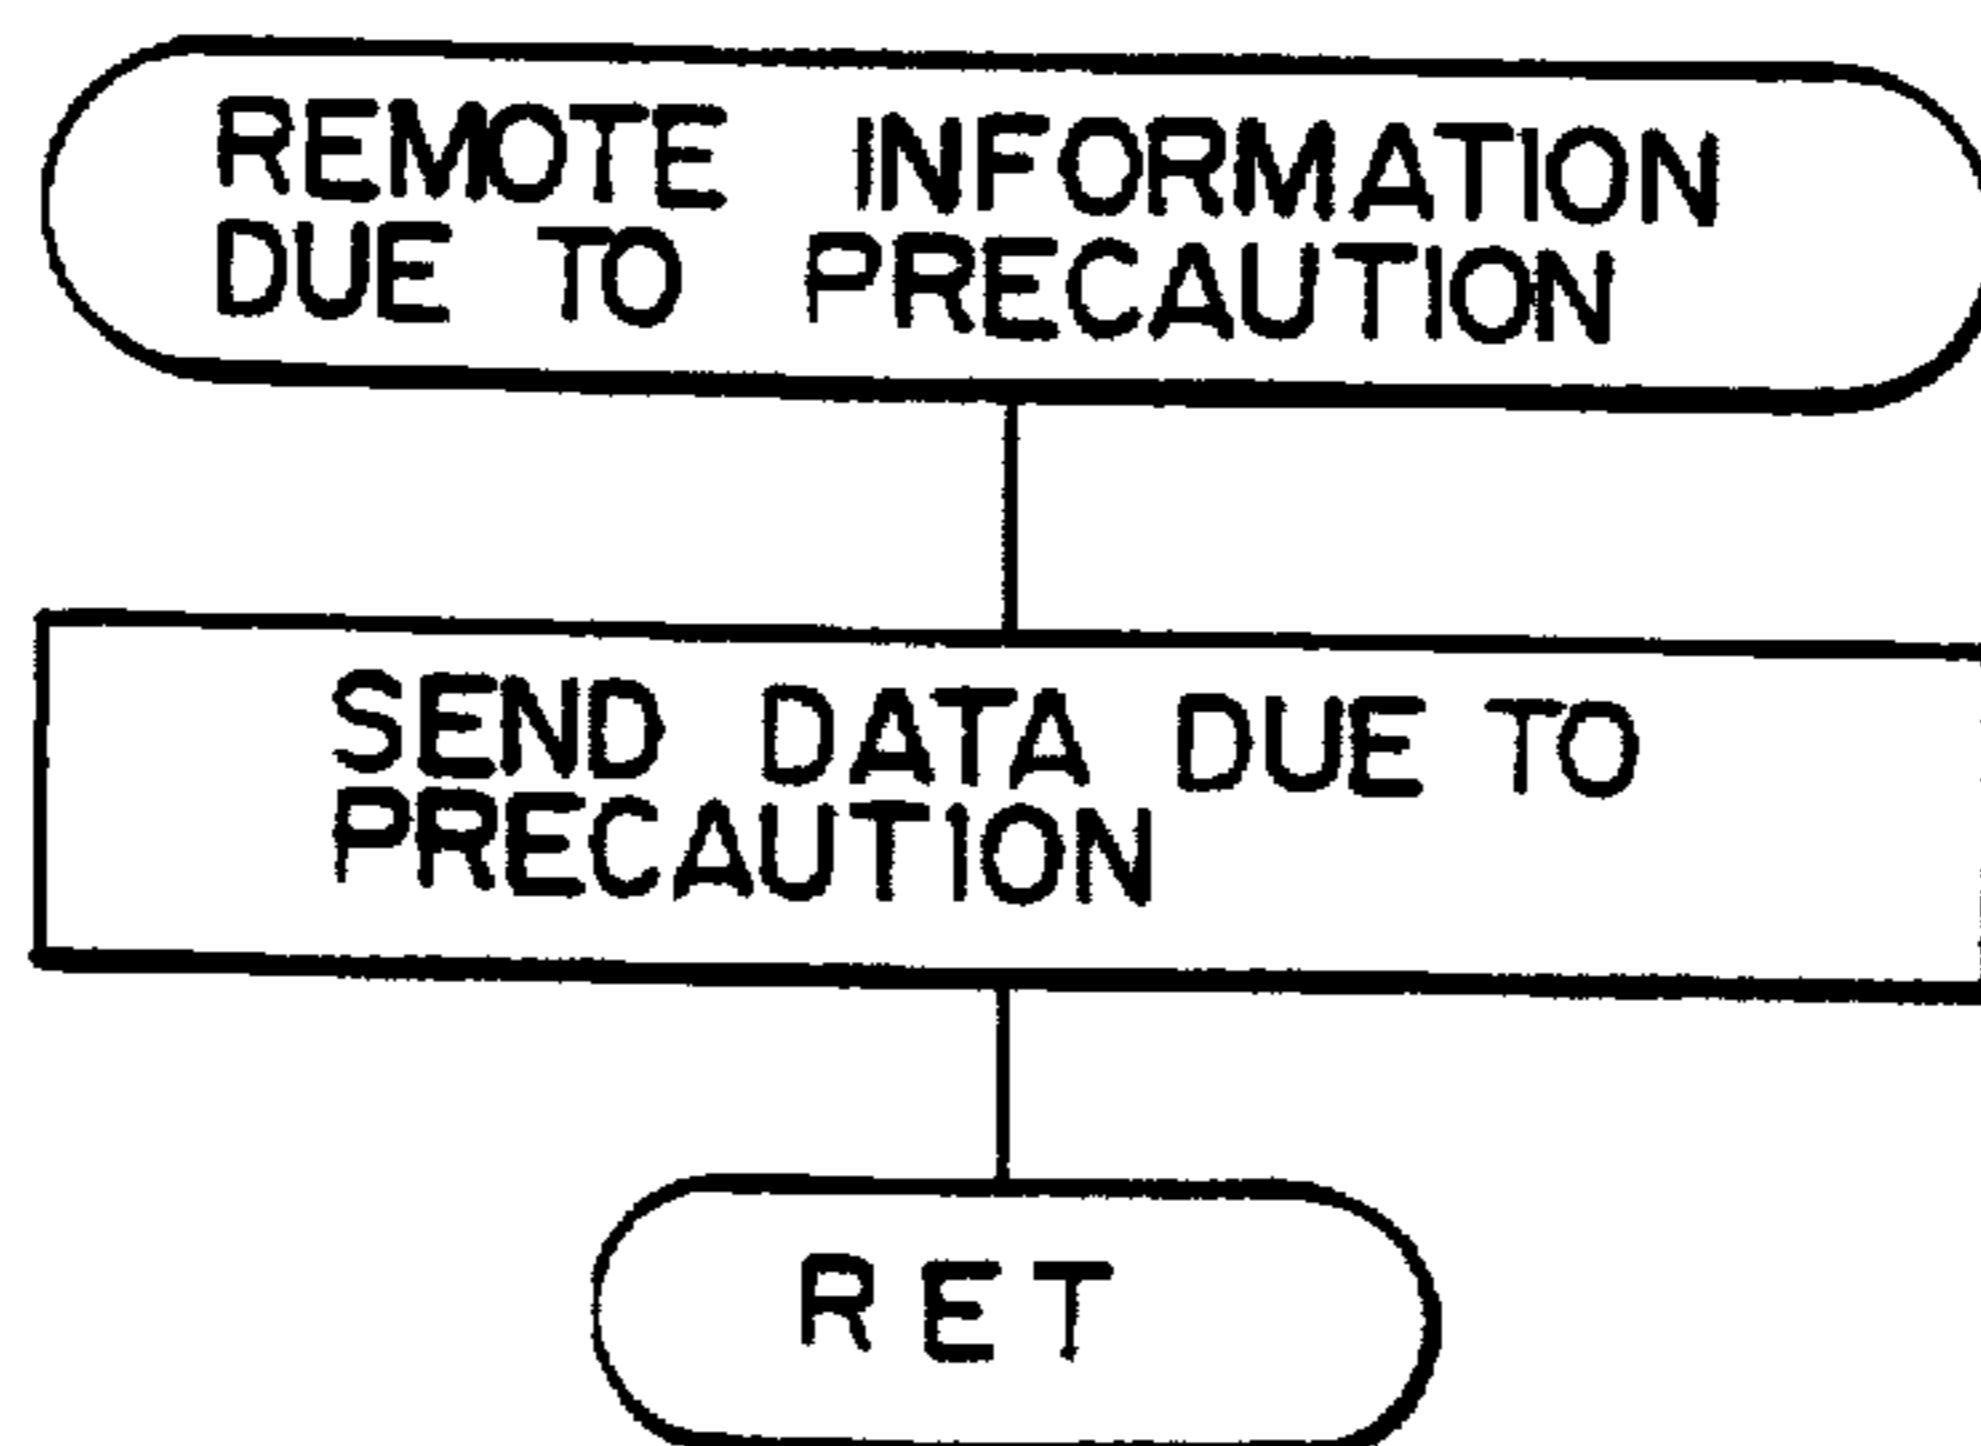 REMOTE INFORMATION
DUE TO PRECAUTION
SEND DATA DUE TO
PRECAUTION
RET